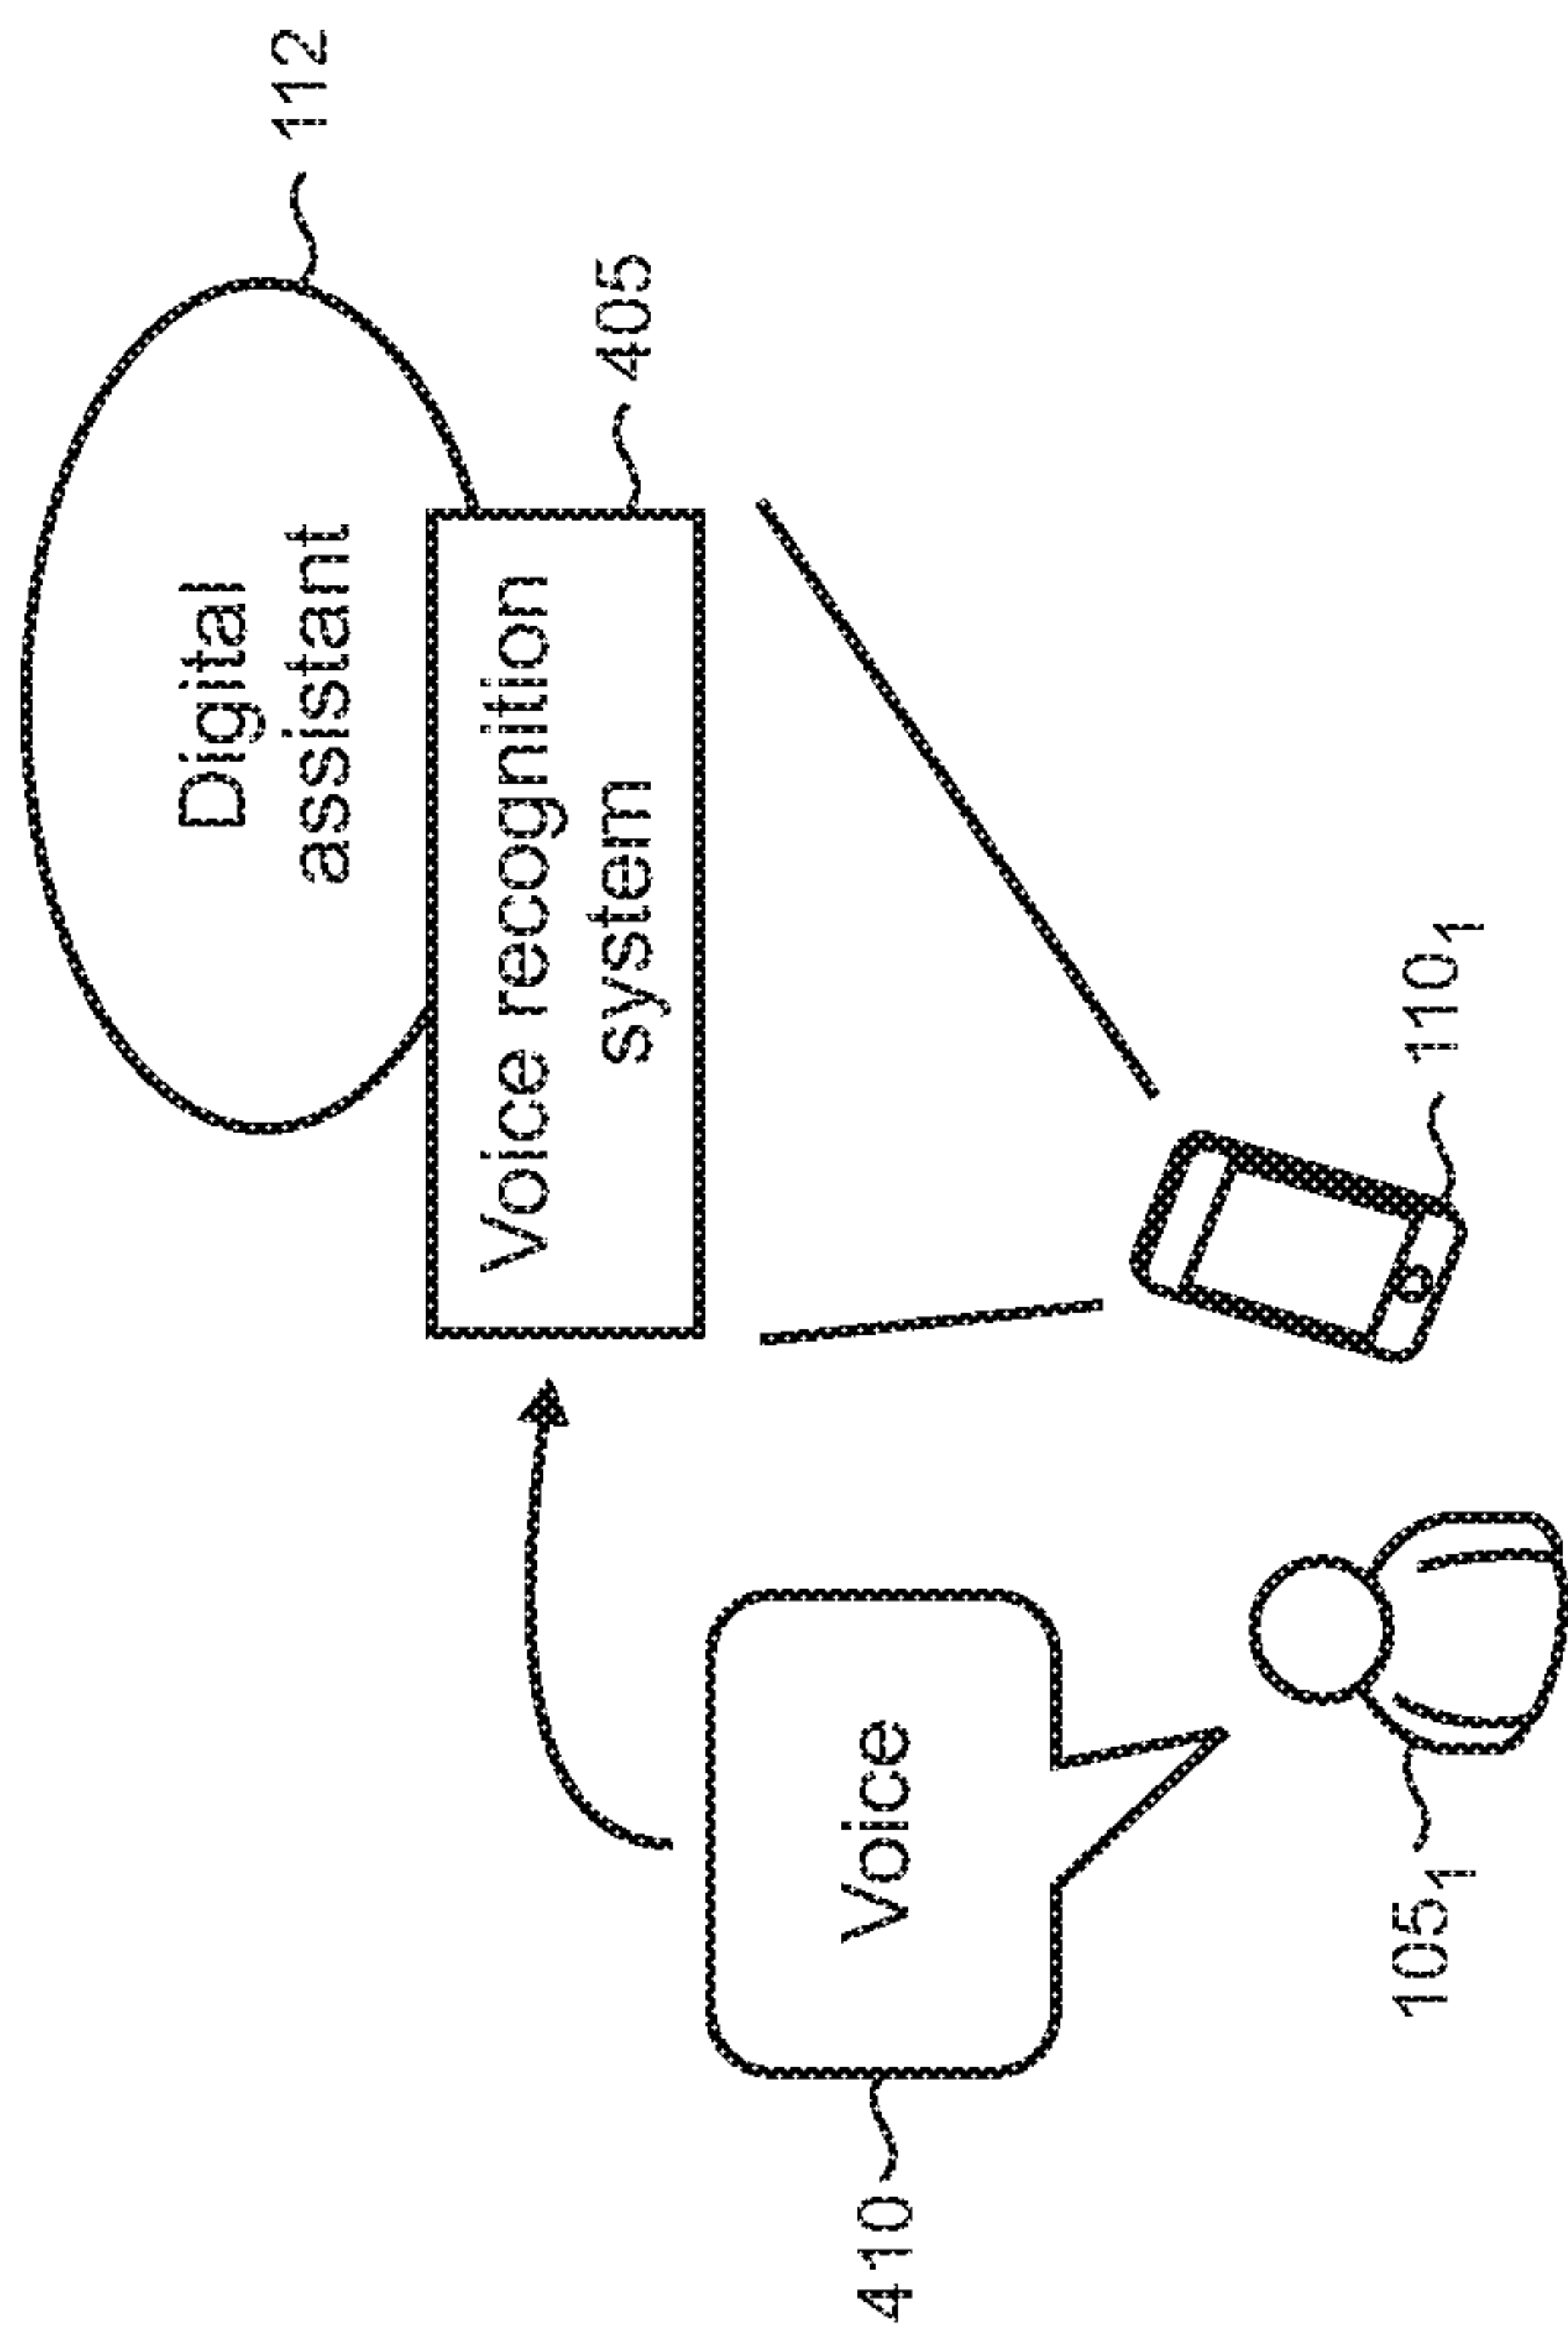 Digital
assistant
112
Voice recognition
system
405
Voice
410
105₁
110₁